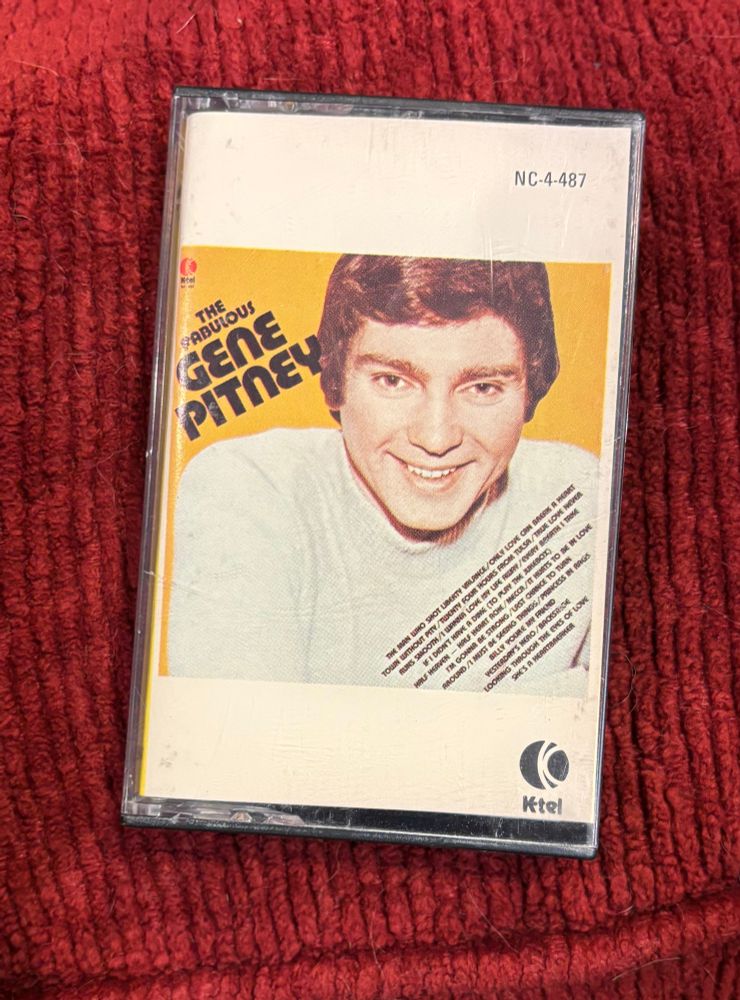 NC-4-487
K-tel
THE
FABULOUS
GENE
PITNEY
THE MAN WHO SHOT LIBERTY VALANCE/ONLY LOVE CAN BREAK A HEART
TOWN WITHOUT PITY/TWENTY FOUR HOURS FROM TULSA/TRUE LOVE NEVER
RUNS SMOOTH/I WANNA LOVE MY LIFE AWAY/EVERY BREATH I TAKE
IF I DIDN'T HAVE A DIME (TO PLAY THE JUKEBOX)
HALF HEAVEN – HALF HEART ACHE/MECCA/IT HURTS TO BE IN LOVE
I'M GONNA BE STRONG/LAST CHANCE TO TURN
AROUND/I MUST BE SEEING THINGS/PRINCESS IN RAGS
BILLY YOU'RE MY FRIEND
YESTERDAY'S HERO/BACKSTAGE
LOOKING THROUGH THE EYES OF LOVE
SHE'S A HEARTBREAKER
K-tel